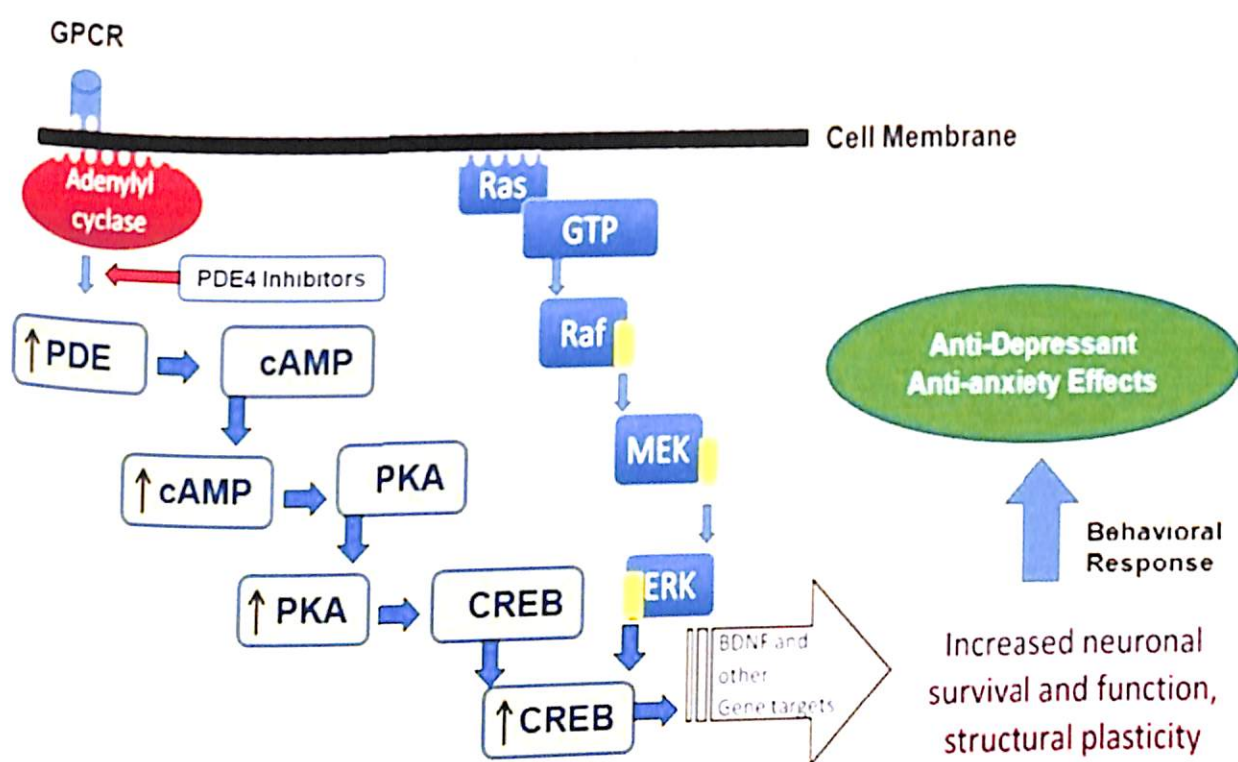 GPCR
Cell Membrane
Adenylyl
cyclase
Ras
GTP
PDE4 Inhibitors
Raf
↑PDE
cAMP
Anti-Depressant
Anti-anxiety Effects
MEK
↑cAMP
PKA
Behavioral
Response
ERK
↑PKA
CREB
BDNF and
other
Gene targets
↑CREB
Increased neuronal
survival and function,
structural plasticity